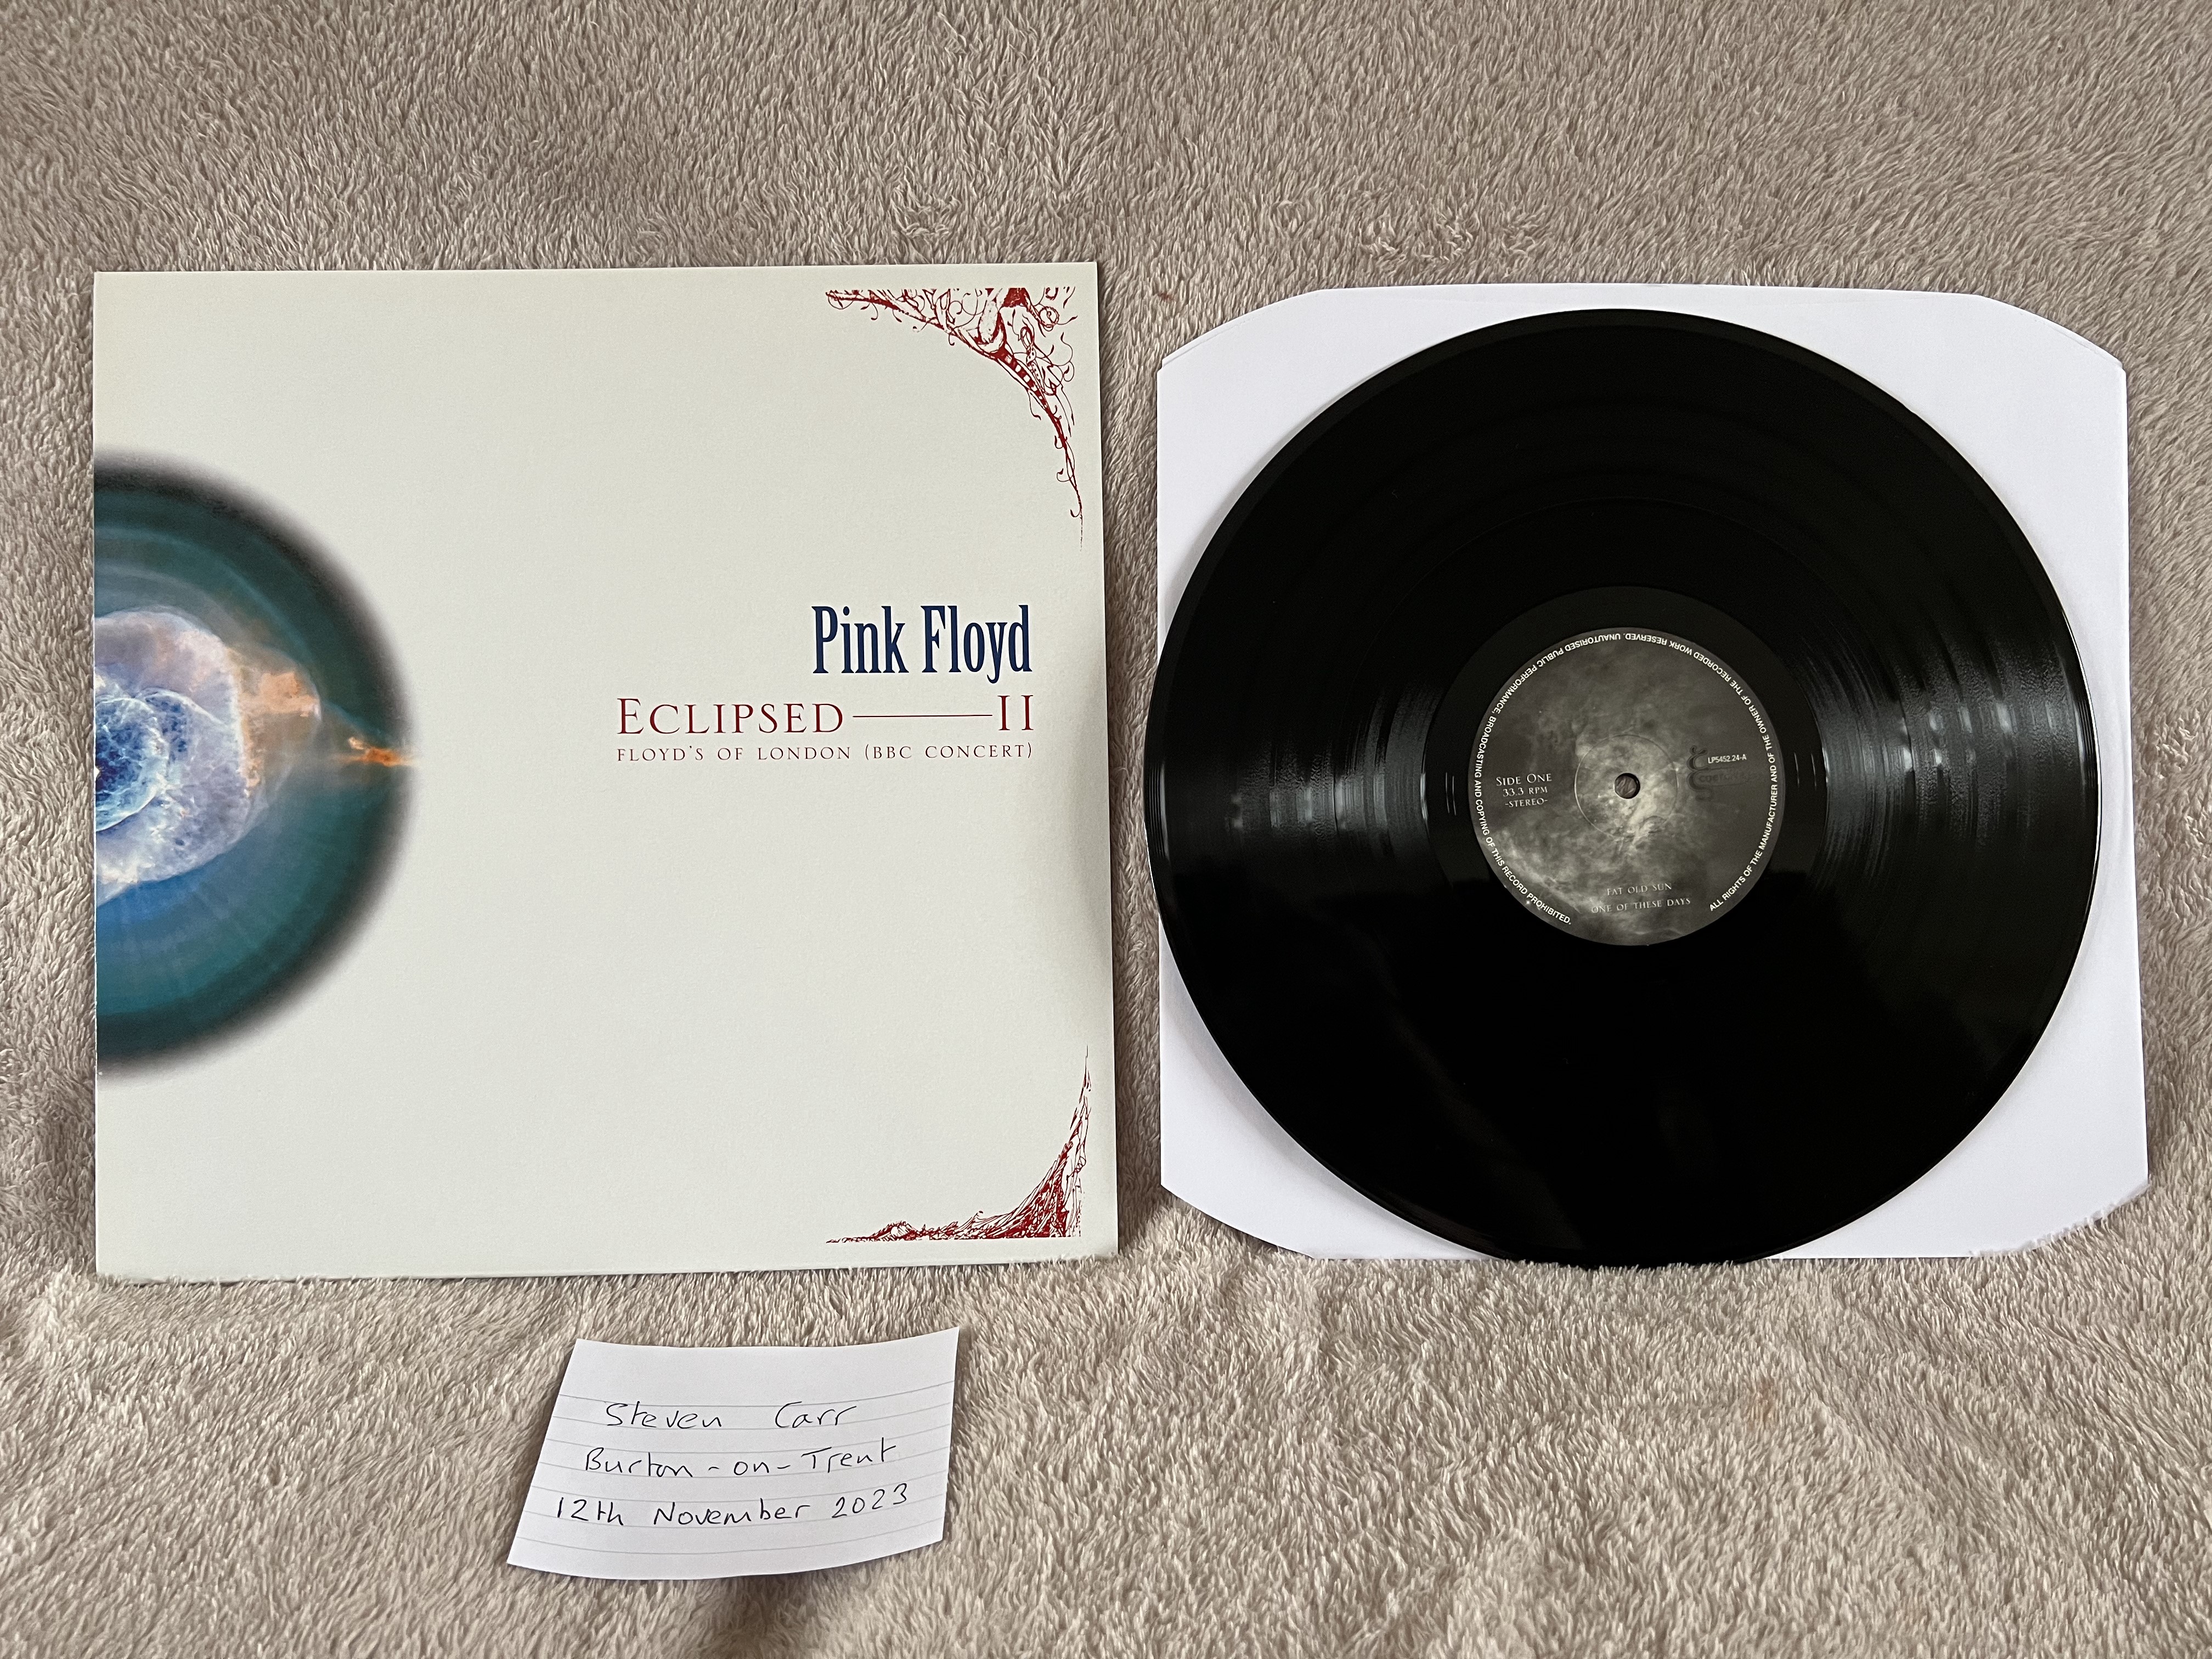 Pink Floyd
ECLIPSED II
FLOYD'S OF LONDON (BBC CONCERT)
ALL RIGHTS OF THE MANUFACTURER AND OF THE OWNER OF THE RECORDED WORK RESERVED. UNAUTORISED PUBLIC PERFORMANCE, BROADCASTING AND COPYING OF THIS RECORD PROHIBITED.
SIDE ONE
33.3 RPM
-STEREO-
LP5452.24-A
FAT OLD SUN
ONE OF THESE DAYS
Steven Carr
Burton-on-Trent
12th November 2023